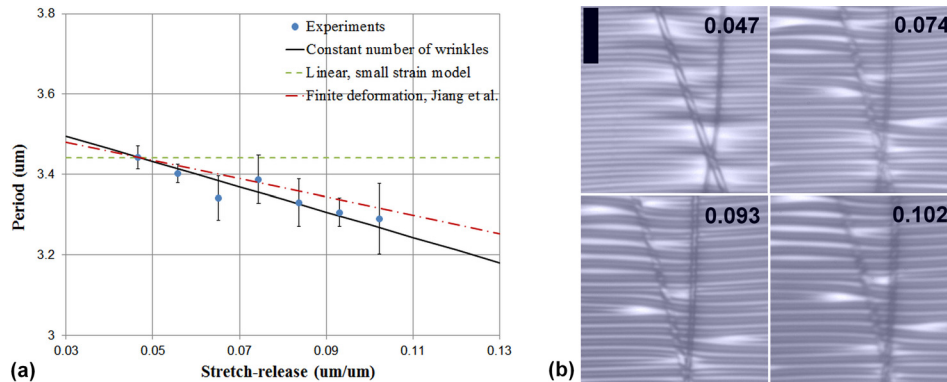 3.8
3.6
3.4
3.2
3
Period (um)
Experiments
Constant number of wrinkles
Linear, small strain model
Finite deformation, Jiang et al.
0.03 0.05 0.07 0.09 0.11 0.13
Stretch-release (um/um)
(a)
0.047
0.074
0.093
0.102
(b)